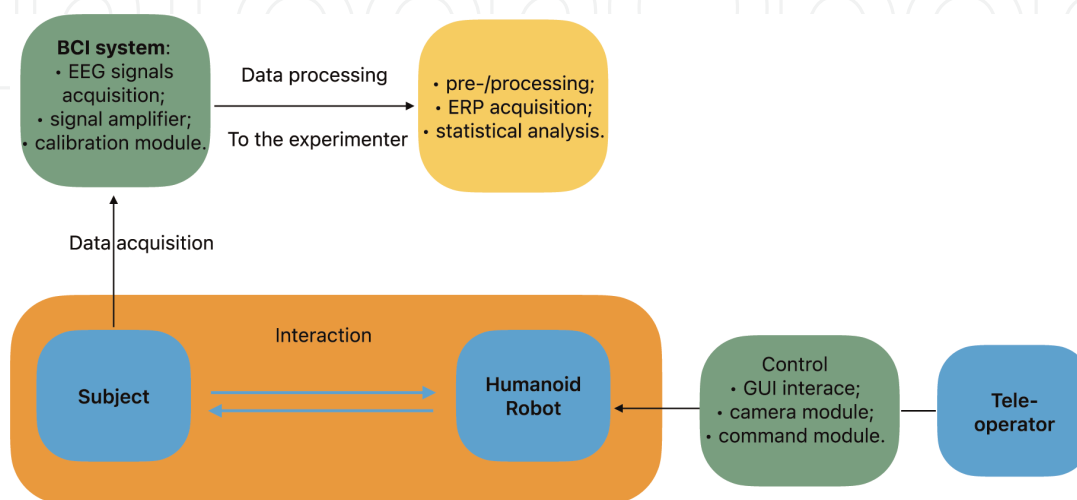 BCI system:
• EEG signals
acquisition;
• signal amplifier;
• calibration module.
Data processing
To the experimenter
• pre-/processing;
• ERP acquisition;
• statistical analysis.
Data acquisition
Interaction
Subject
Humanoid
Robot
Control
• GUI interace;
• camera module;
• command module.
Tele-
operator